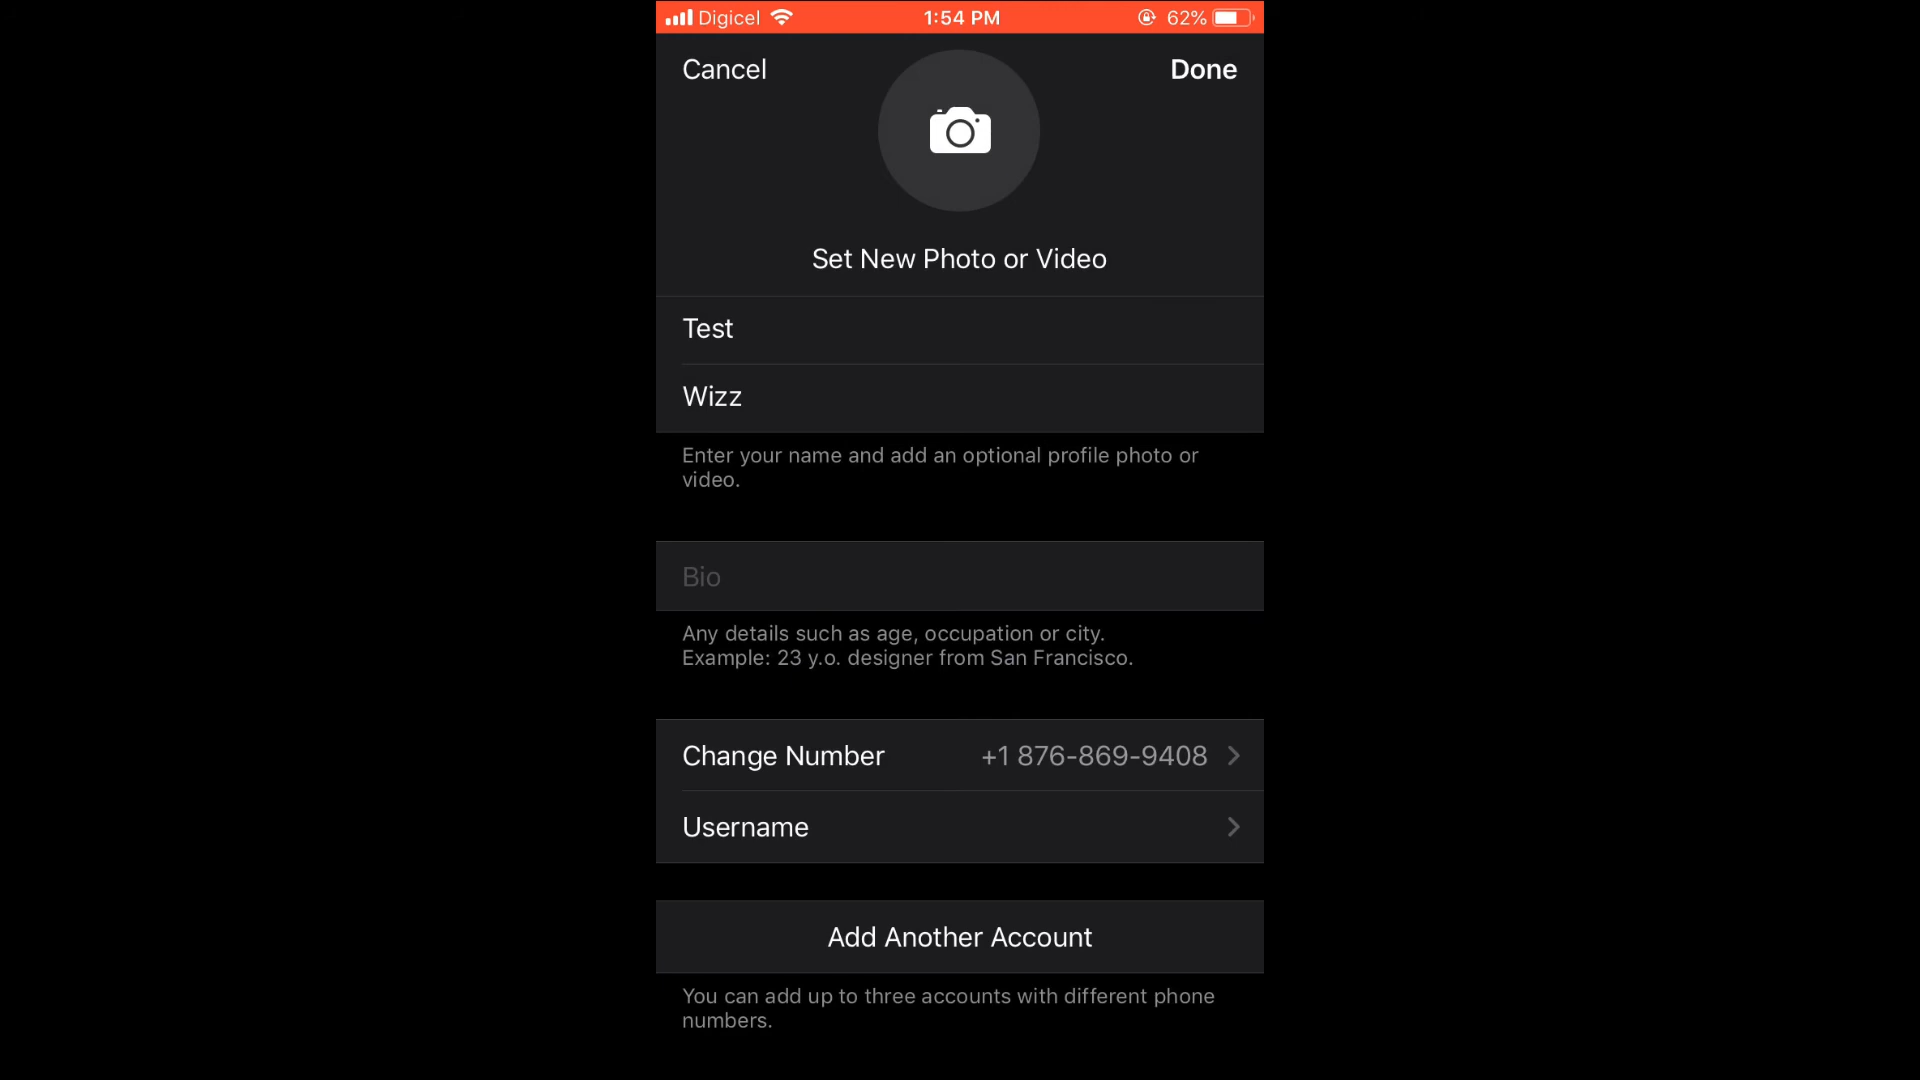 Digicel 1:54 PM 62%
Cancel Done
Set New Photo or Video
Test
Wizz
Enter your name and add an optional profile photo or
video.
Bio
Any details such as age, occupation or city.
Example: 23 y.o. designer from San Francisco.
Change Number +1 876-869-9408
Username
Add Another Account
You can add up to three accounts with different phone
numbers.